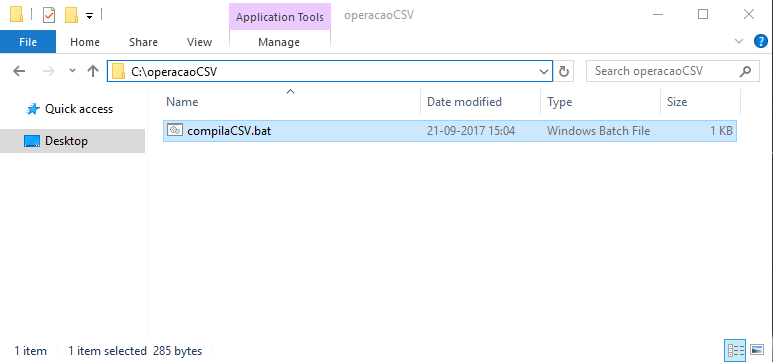 Application Tools operacaoCSV
File Home Share View Manage
C:\operacaoCSV Search operacaoCSV
Quick access
Desktop
Name Date modified Type Size
compilaCSV.bat 21-09-2017 15:04 Windows Batch File 1 KB
1 item 1 item selected 285 bytes